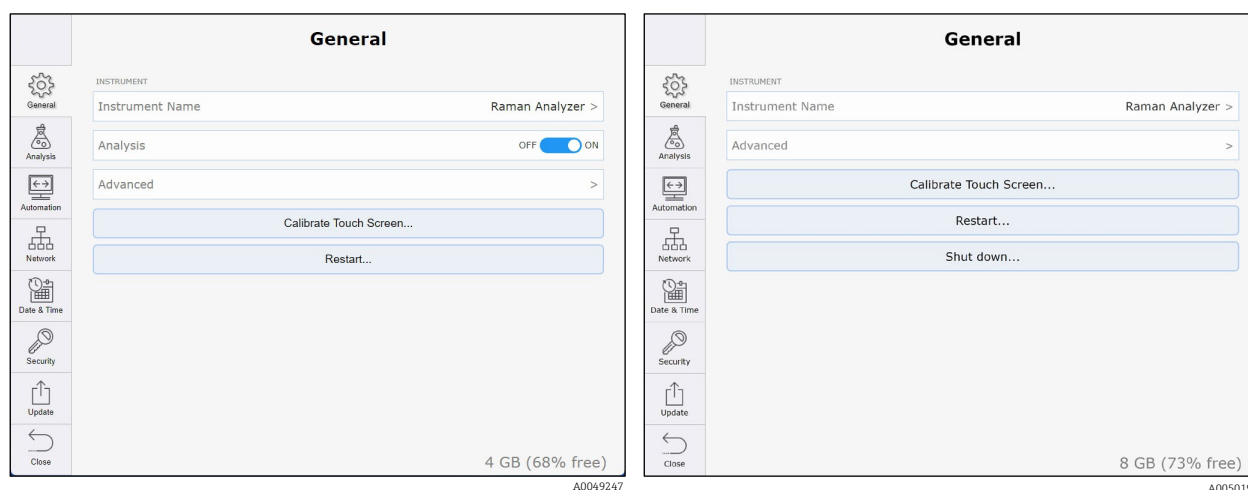 General
General
INSTRUMENT
Instrument Name Raman Analyzer >
Analysis OFF ON
Analysis
Advanced >
Automation
Calibrate Touch Screen...
Restart...
Network
Date & Time
Security
Update
Close
4 GB (68% free)
A0049247
General
General
INSTRUMENT
Instrument Name Raman Analyzer >
Advanced >
Analysis
Calibrate Touch Screen...
Automation
Restart...
Network
Shut down...
Date & Time
Security
Update
Close
8 GB (73% free)